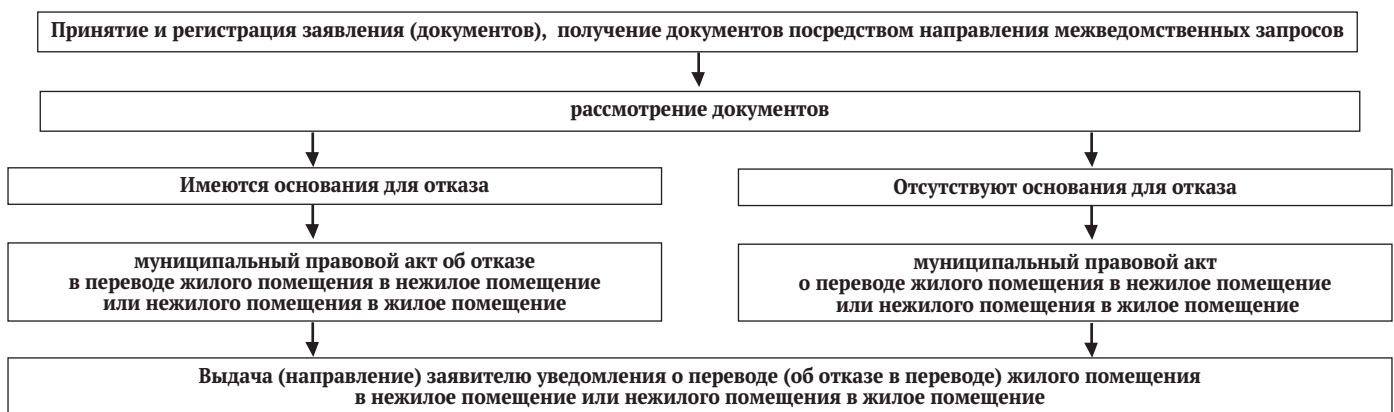 Принятие и регистрация заявления (документов), получение документов посредством направления межведомственных запросов
рассмотрение документов
Имеются основания для отказа
Отсутствуют основания для отказа
муниципальный правовой акт об отказе
в переводе жилого помещения в нежилое помещение
или нежилого помещения в жилое помещение
муниципальный правовой акт
о переводе жилого помещения в нежилое помещение
или нежилого помещения в жилое помещение
Выдача (направление) заявителю уведомления о переводе (об отказе в переводе) жилого помещения
в нежилое помещение или нежилого помещения в жилое помещение